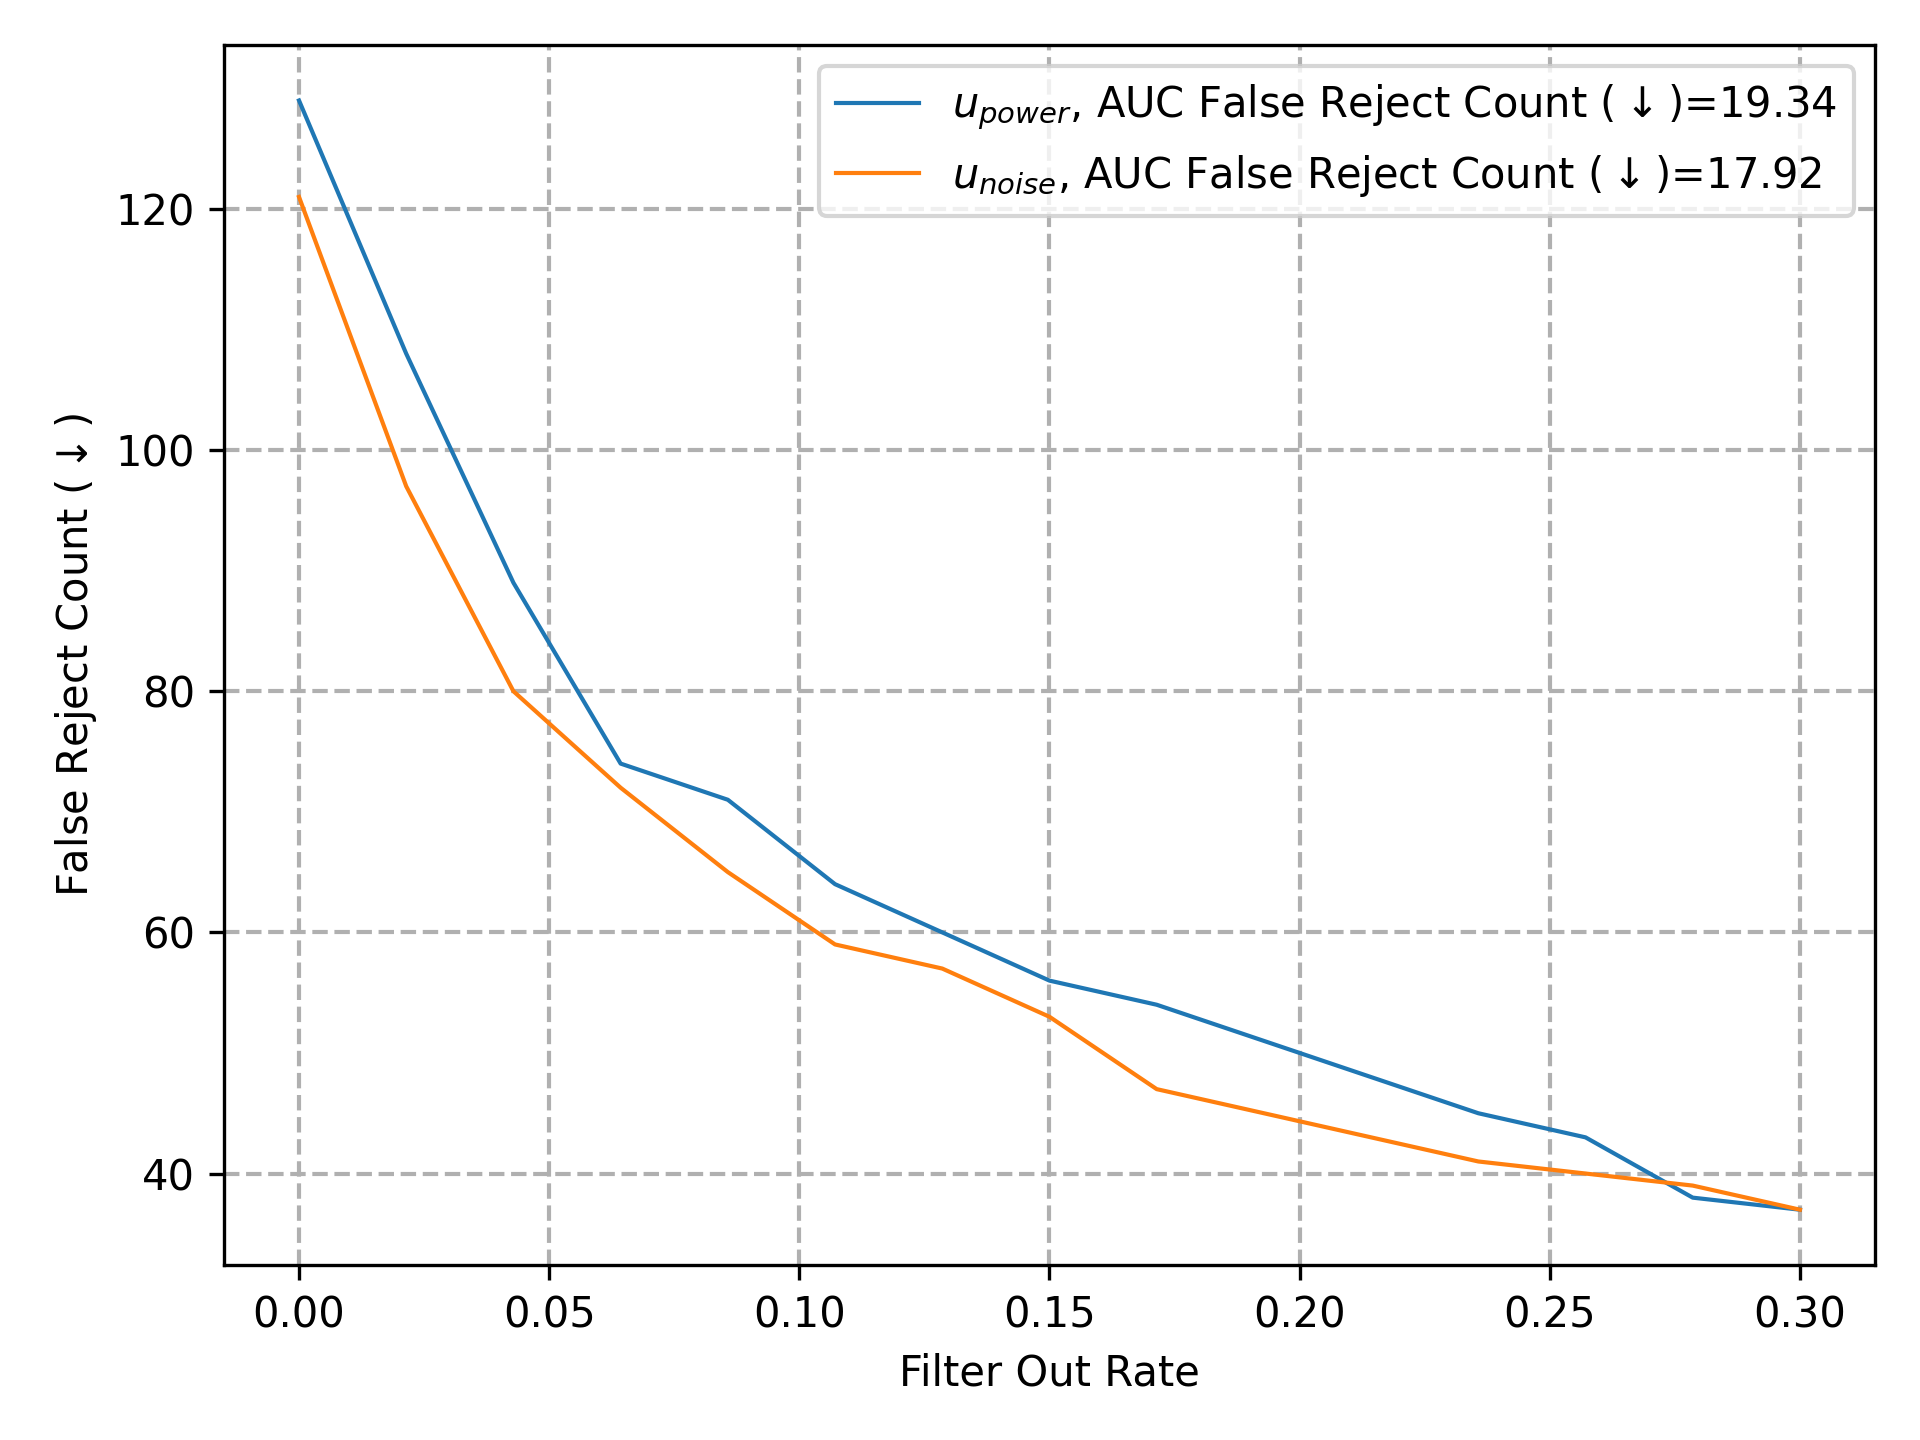 u_power, AUC False Reject Count (↓)=19.34
u_noise, AUC False Reject Count (↓)=17.92
120
100
80
60
40
False Reject Count (↓)
0.00 0.05 0.10 0.15 0.20 0.25 0.30
Filter Out Rate